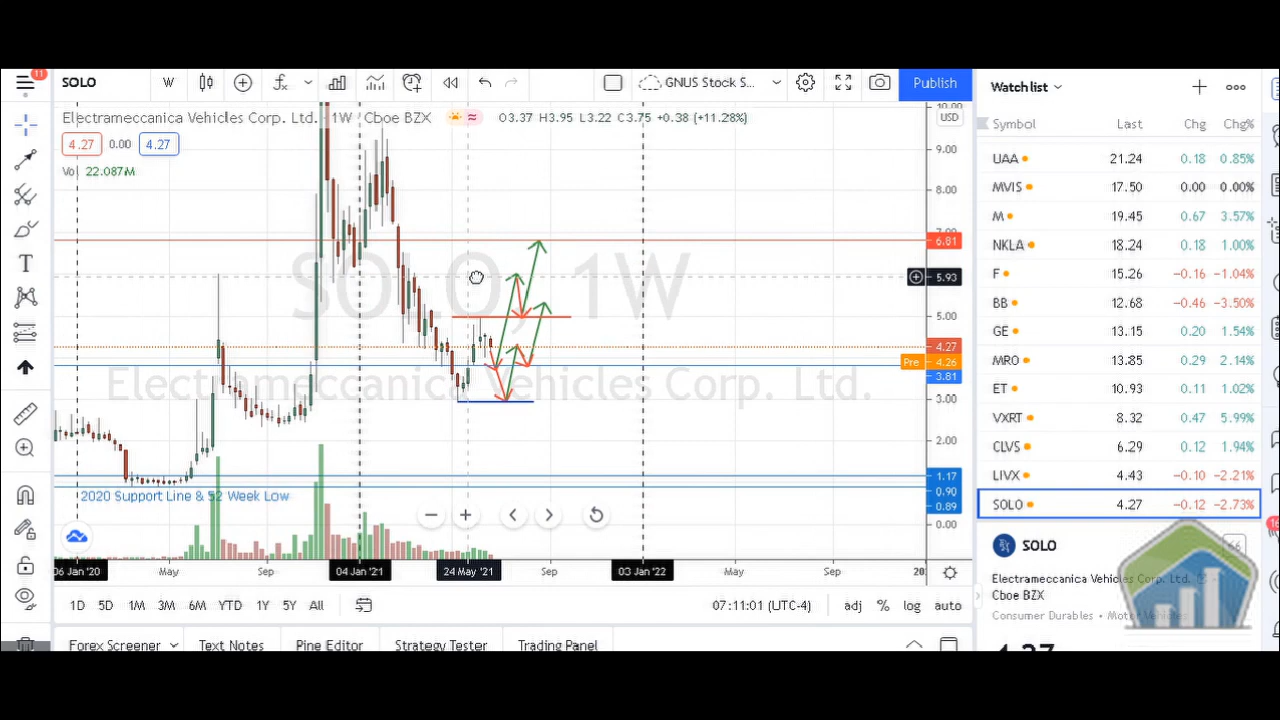 11
SOLO W GNUS Stock S... Publish
Electrameccanica Vehicles Corp. Ltd. · 1W · Cboe BZX O3.37 H3.95 L3.22 C3.75 +0.38 (+11.28%)
4.27 0.00 4.27
Vol 22.087M
SOLO, 1W
Electrameccanica Vehicles Corp. Ltd.
10.00
USD
9.00
8.00
7.00
6.81
5.93
5.00
4.27
Pre 4.26
3.81
3.00
2.00
1.17
0.90
0.89
0.00
2020 Support Line & 52 Week Low
06 Jan '20 May Sep 04 Jan '21 24 May '21 Sep 03 Jan '22 May Sep 20
1D 5D 1M 3M 6M YTD 1Y 5Y All 07:11:01 (UTC-4) adj % log auto
Forex Screener Text Notes Pine Editor Strategy Tester Trading Panel
Watchlist
Symbol Last Chg Chg%
UAA 21.24 0.18 0.85%
MVIS 17.50 0.00 0.00%
M 19.45 0.67 3.57%
NKLA 18.24 0.18 1.00%
F 15.26 −0.16 −1.04%
BB 12.68 −0.46 −3.50%
GE 13.15 0.20 1.54%
MRO 13.85 0.29 2.14%
ET 10.93 0.11 1.02%
VXRT 8.32 0.47 5.99%
CLVS 6.29 0.12 1.94%
LIVX 4.43 −0.10 −2.21%
SOLO 4.27 −0.12 −2.73%
SOLO
Electrameccanica Vehicles Corp. Ltd.
Cboe BZX
Consumer Durables • Motor Vehicles
4.27